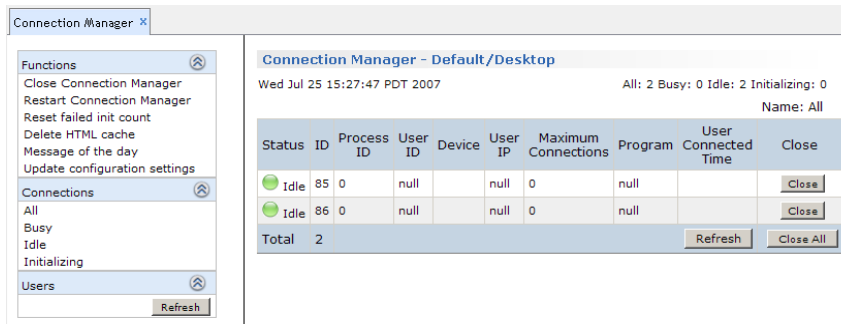 Connection Manager x
Functions
Close Connection Manager
Restart Connection Manager
Reset failed init count
Delete HTML cache
Message of the day
Update configuration settings
Connections
All
Busy
Idle
Initializing
Users
Refresh
Connection Manager - Default/Desktop
Wed Jul 25 15:27:47 PDT 2007 All: 2 Busy: 0 Idle: 2 Initializing: 0
Name: All
Status ID Process ID User ID Device User IP Maximum Connections Program User Connected Time Close
Idle 85 0 null null 0 null Close
Idle 86 0 null null 0 null Close
Total 2 Refresh Close All